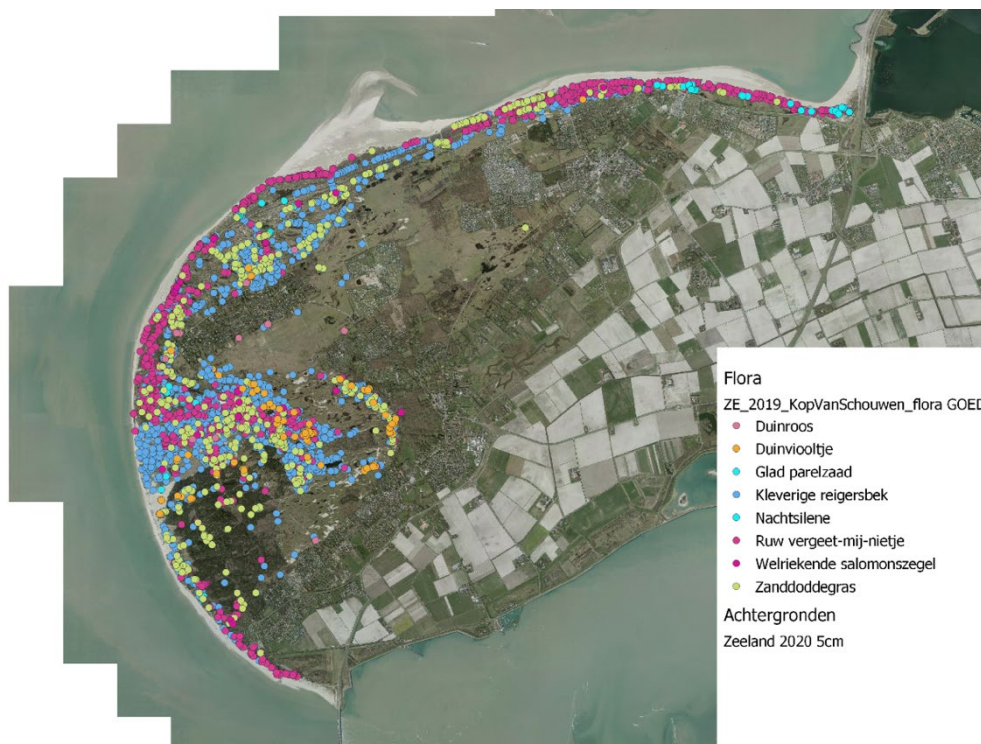 Flora
ZE_2019_KopVanSchouwen_flora GOED
Duinroos
Duinviooltje
Glad parelzaad
Kleverige reigersbek
Nachtsilene
Ruw vergeet-mij-nietje
Welriekende salomonszegel
Zanddoddegras
Achtergronden
Zeeland 2020 5cm